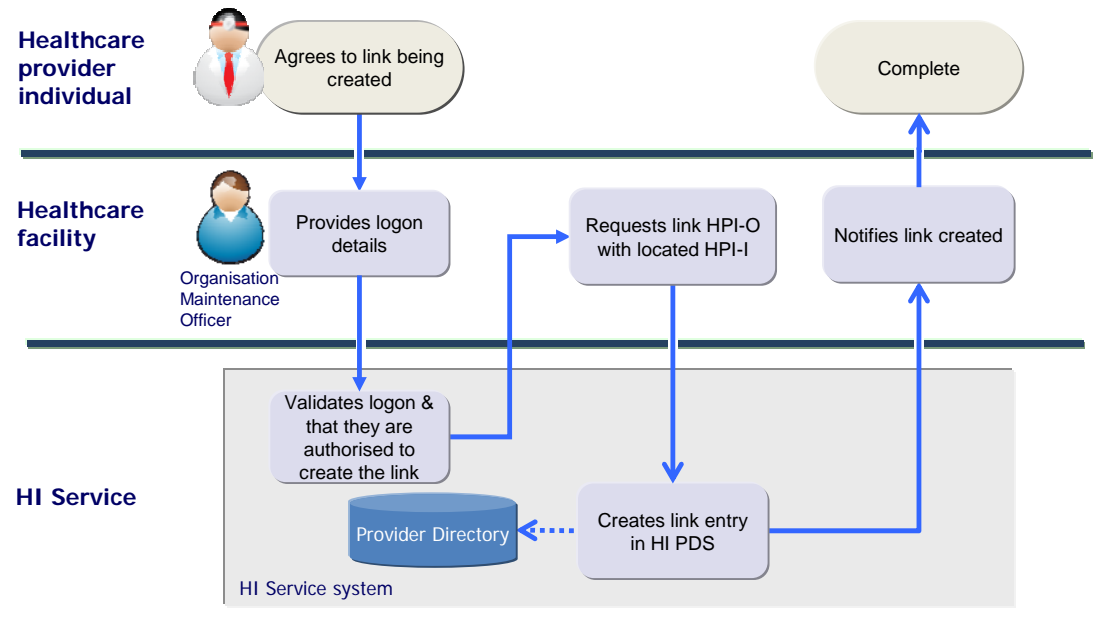 Healthcare
provider
individual
Agrees to link being
created
Complete
Healthcare
facility
Organisation
Maintenance
Officer
Provides logon
details
Requests link HPI-O
with located HPI-I
Notifies link created
HI Service
Validates logon &
that they are
authorised to
create the link
Provider Directory
Creates link entry
in HI PDS
HI Service system